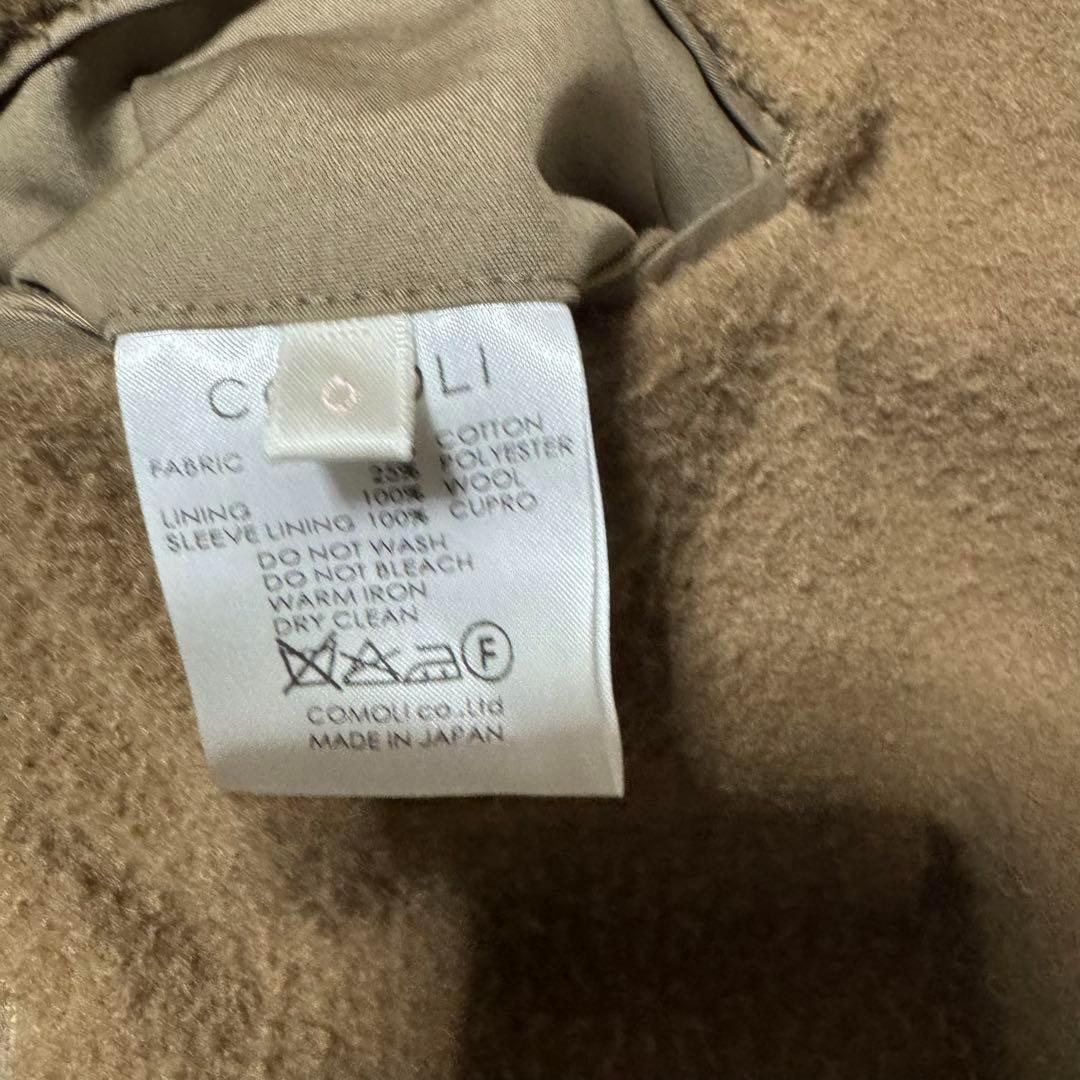 C LI
FABRIC COTTON
25% POLYESTER
LINING 100% WOOL
SLEEVE LINING 100% CUPRO
DO NOT WASH
DO NOT BLEACH
WARM IRON
DRY CLEAN
F
COMOLI co.,Ltd
MADE IN JAPAN